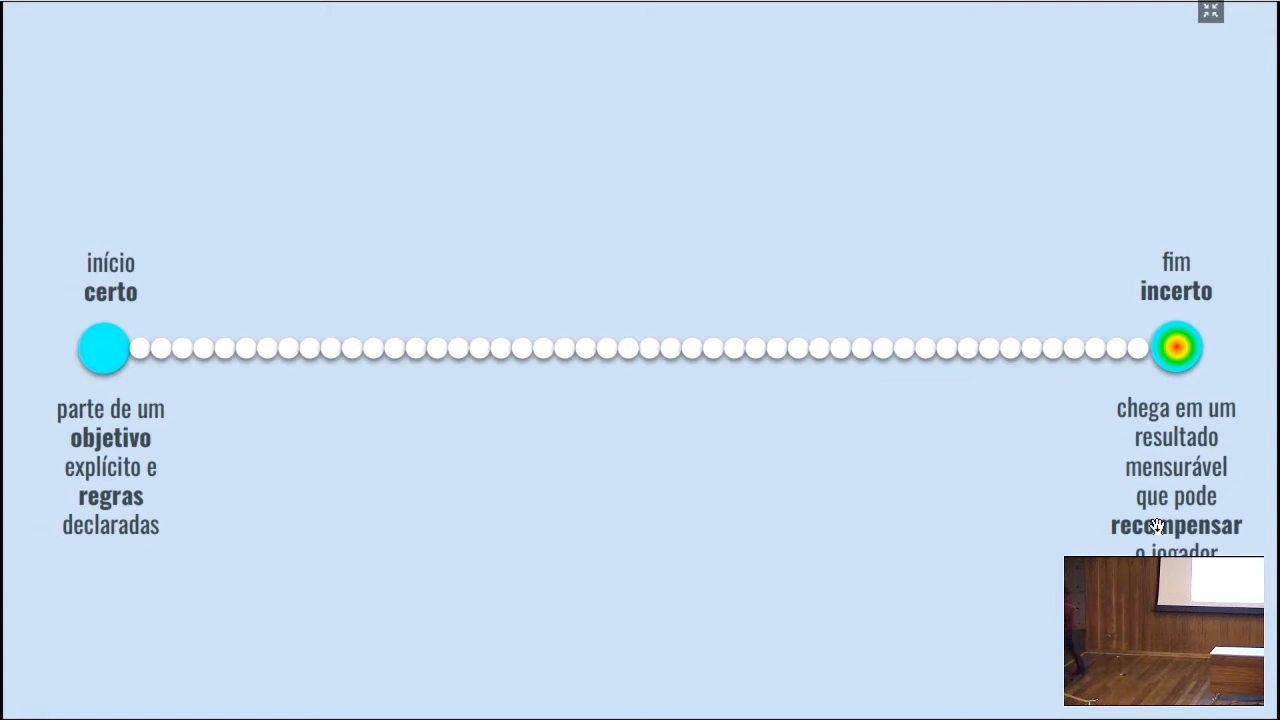 início
certo
parte de um
objetivo
explícito e
regras
declaradas
fim
incerto
chega em um
resultado
mensurável
que pode
recompensar
o jogador